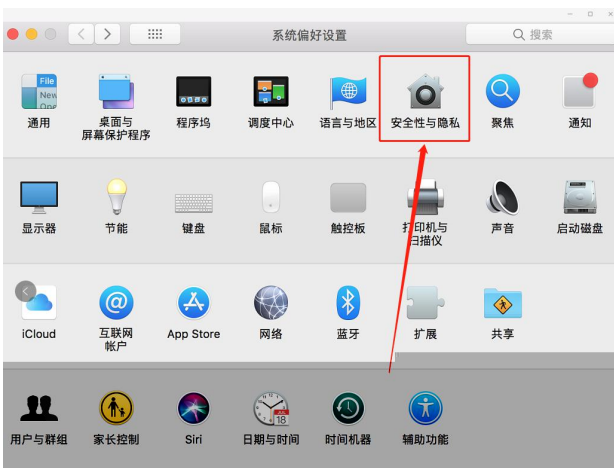 系统偏好设置
搜索
File
New
Ope
通用
桌面与
屏幕保护程序
程序坞
调度中心
语言与地区
安全性与隐私
聚焦
通知
显示器
节能
键盘
鼠标
触控板
打印机与
扫描仪
声音
启动磁盘
iCloud
@
互联网
帐户
App Store
网络
蓝牙
扩展
共享
用户与群组
家长控制
Siri
JUL
18
日期与时间
时间机器
辅助功能